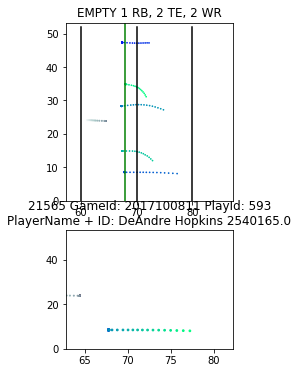 EMPTY 1 RB, 2 TE, 2 WR
50
40
30
20
10
0
60 70 80
21565 GameId: 2017100811 PlayId: 593
PlayerName + ID: DeAndre Hopkins 2540165.0
40
20
0
65 70 75 80